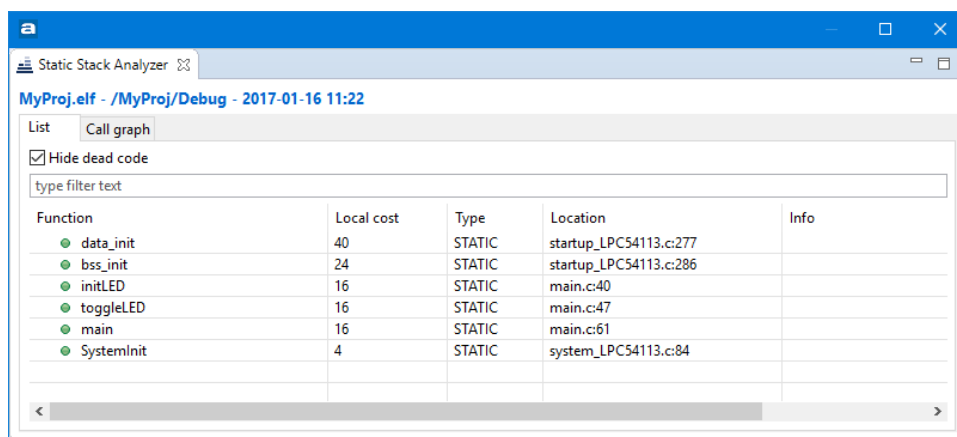 a
Static Stack Analyzer
MyProj.elf - /MyProj/Debug - 2017-01-16 11:22
List Call graph
Hide dead code
type filter text
Function Local cost Type Location Info
data_init 40 STATIC startup_LPC54113.c:277
bss_init 24 STATIC startup_LPC54113.c:286
initLED 16 STATIC main.c:40
toggleLED 16 STATIC main.c:47
main 16 STATIC main.c:61
SystemInit 4 STATIC system_LPC54113.c:84